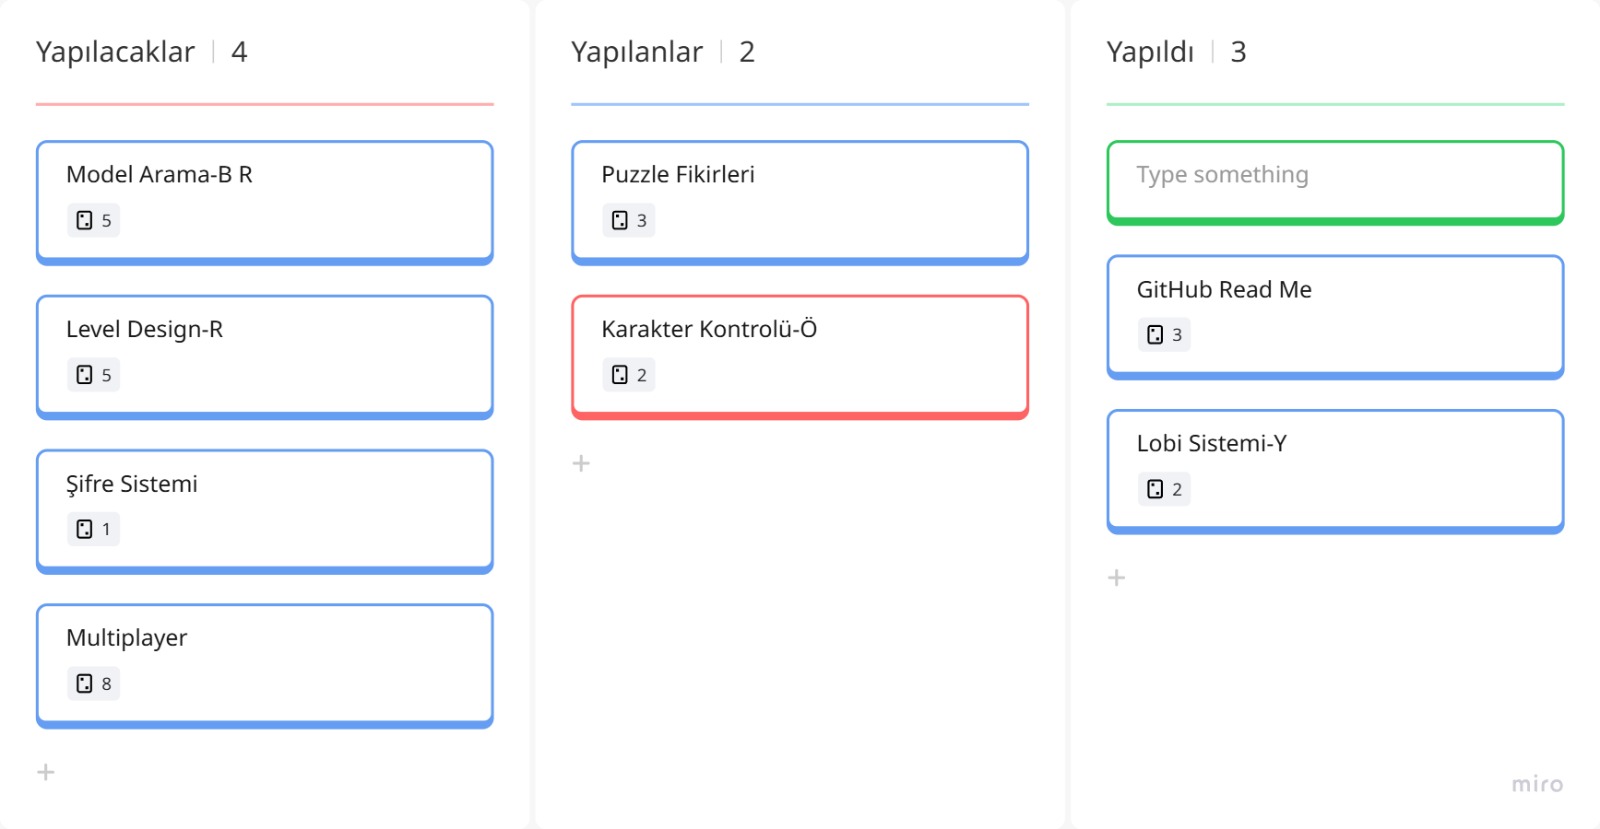 Yapılacaklar | 4
Model Arama-B R
5
Level Design-R
5
Şifre Sistemi
1
Multiplayer
8
+
Yapılanlar | 2
Puzzle Fikirleri
3
Karakter Kontrolü-Ö
2
+
Yapıldı | 3
Type something
GitHub Read Me
3
Lobi Sistemi-Y
2
+
miro